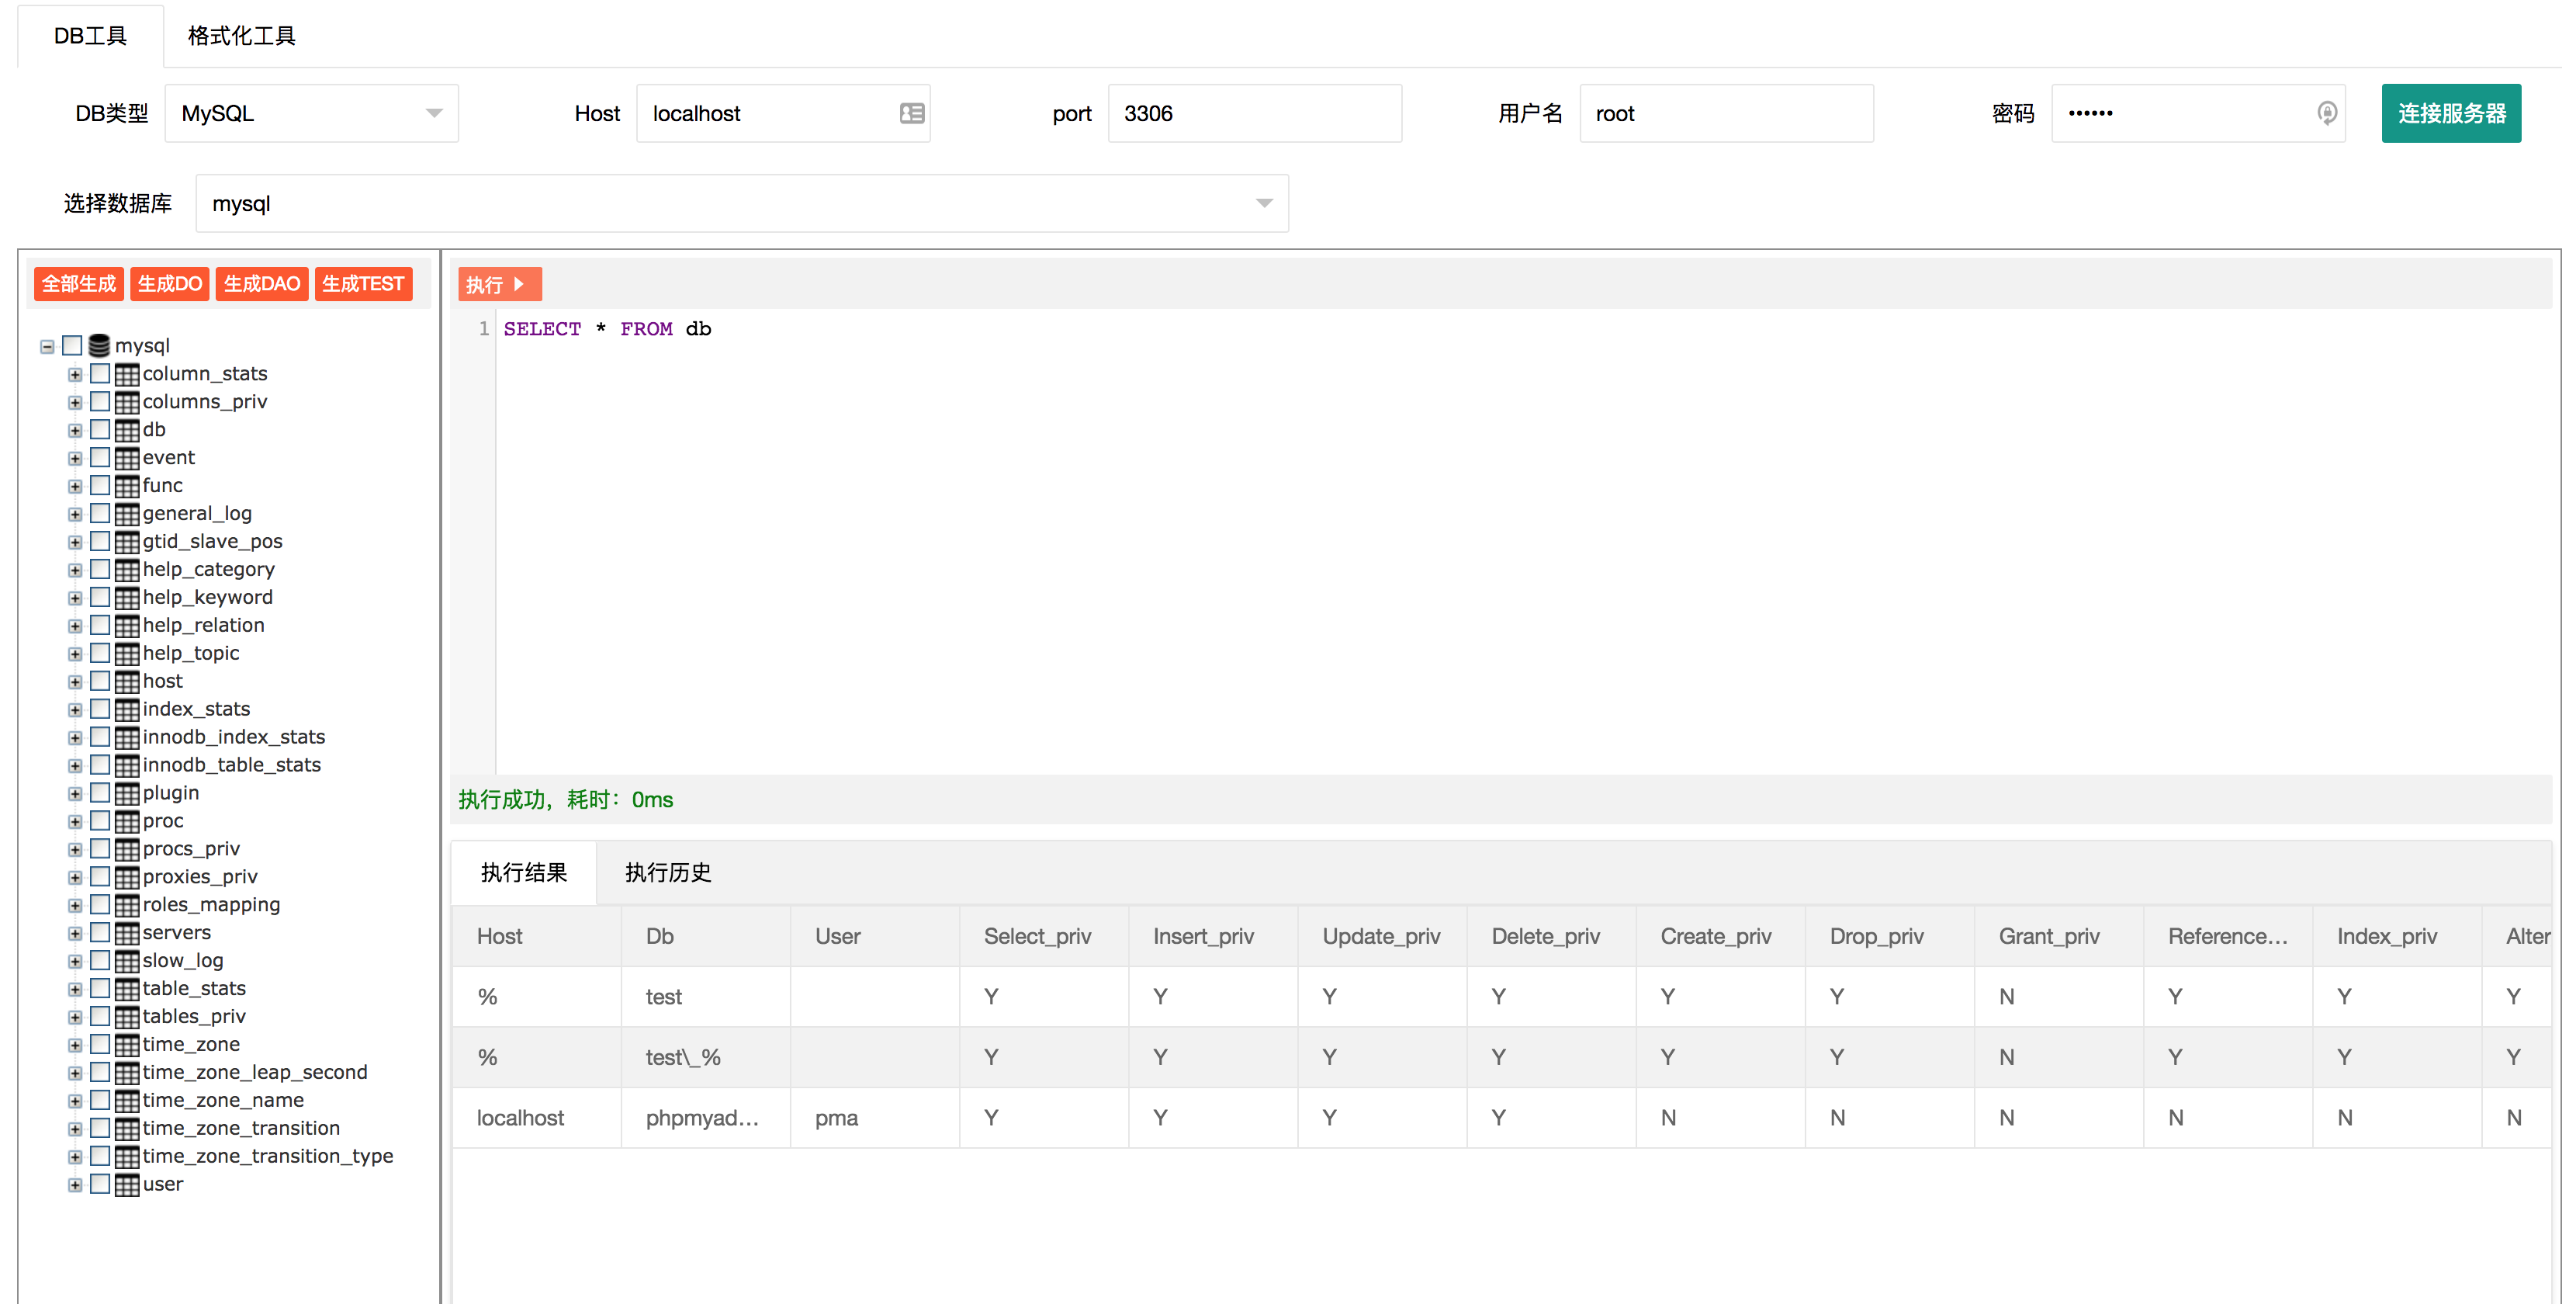 DB工具 格式化工具
DB类型 MySQL Host localhost port 3306 用户名 root 密码 •••••• 连接服务器
选择数据库 mysql
全部生成 生成DO 生成DAO 生成TEST
mysql
column_stats
columns_priv
db
event
func
general_log
gtid_slave_pos
help_category
help_keyword
help_relation
help_topic
host
index_stats
innodb_index_stats
innodb_table_stats
plugin
proc
procs_priv
proxies_priv
roles_mapping
servers
slow_log
table_stats
tables_priv
time_zone
time_zone_leap_second
time_zone_name
time_zone_transition
time_zone_transition_type
user
执行
1 SELECT * FROM db
执行成功，耗时：0ms
执行结果 执行历史
Host Db User Select_priv Insert_priv Update_priv Delete_priv Create_priv Drop_priv Grant_priv Reference... Index_priv Alter
% test Y Y Y Y Y Y N Y Y Y
% test\_% Y Y Y Y Y Y N Y Y Y
localhost phpmyad... pma Y Y Y Y N N N N N N